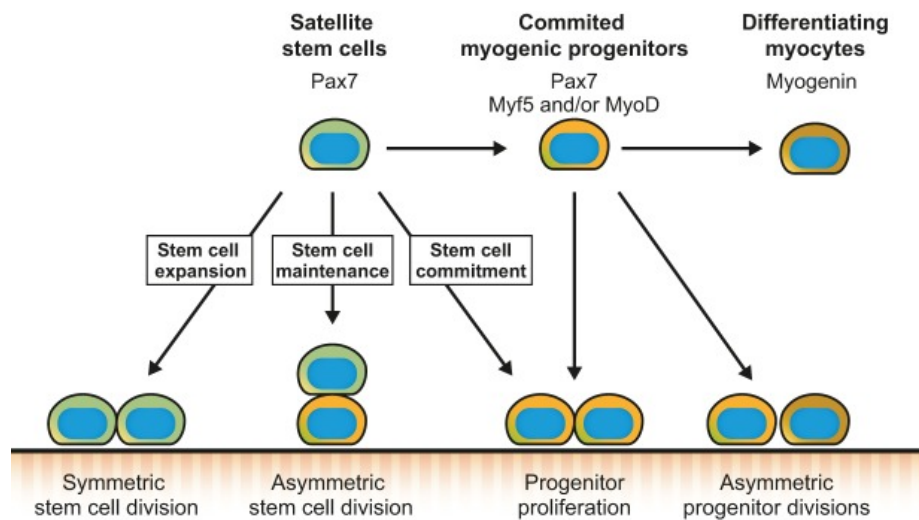 Satellite
stem cells
Pax7
Commited
myogenic progenitors
Pax7
Myf5 and/or MyoD
Differentiating
myocytes
Myogenin
Stem cell
expansion
Stem cell
maintenance
Stem cell
commitment
Symmetric
stem cell division
Asymmetric
stem cell division
Progenitor
proliferation
Asymmetric
progenitor divisions